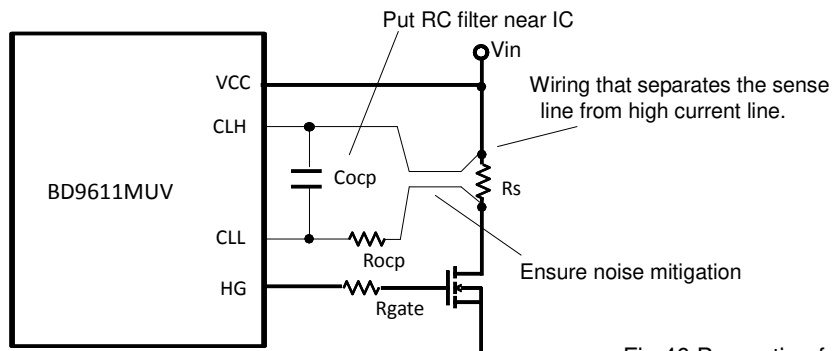 Put RC filter near IC
Vin
VCC
Wiring that separates the sense
line from high current line.
CLH
Cocp
Rs
BD9611MUV
CLL
Rocp
Ensure noise mitigation
HG
Rgate